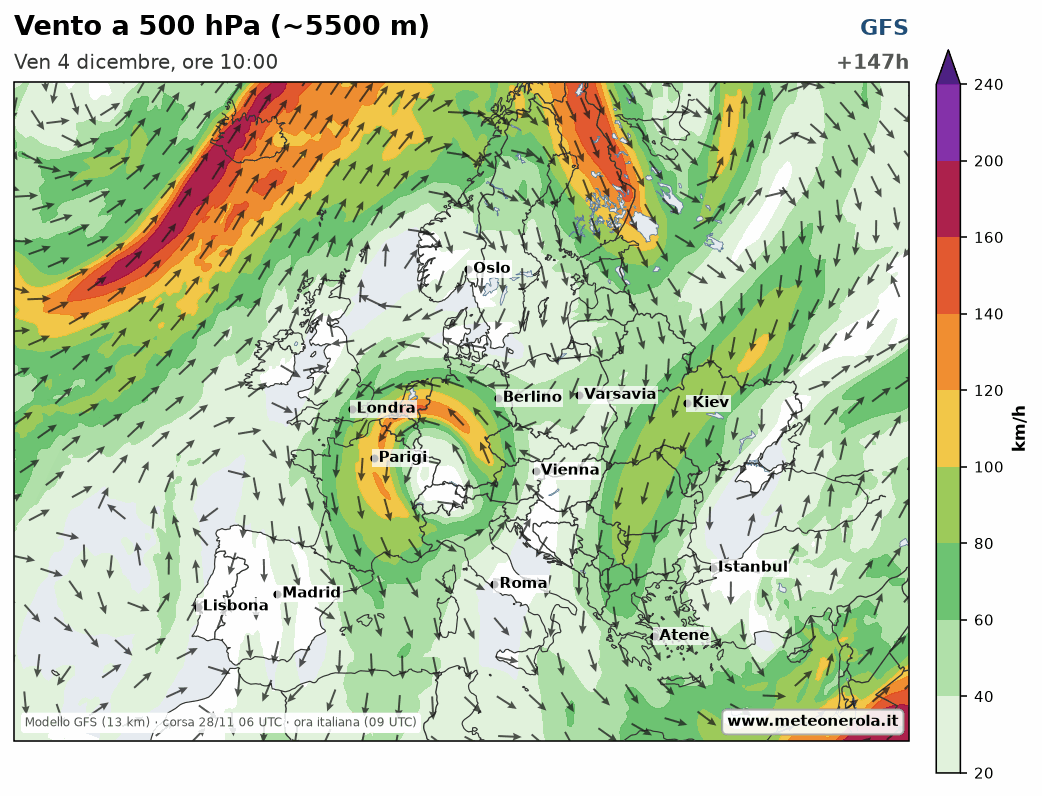 Vento a 500 hPa (~5500 m)
GFS
Ven 4 dicembre, ore 10:00
+147h
240
200
160
140
120
100
80
60
40
20
km/h
Oslo
Londra
Berlino
Varsavia
Kiev
Parigi
Vienna
Istanbul
Roma
Madrid
Lisbona
Atene
Modello GFS (13 km) · corsa 28/11 06 UTC · ora italiana (09 UTC)
www.meteonerola.it